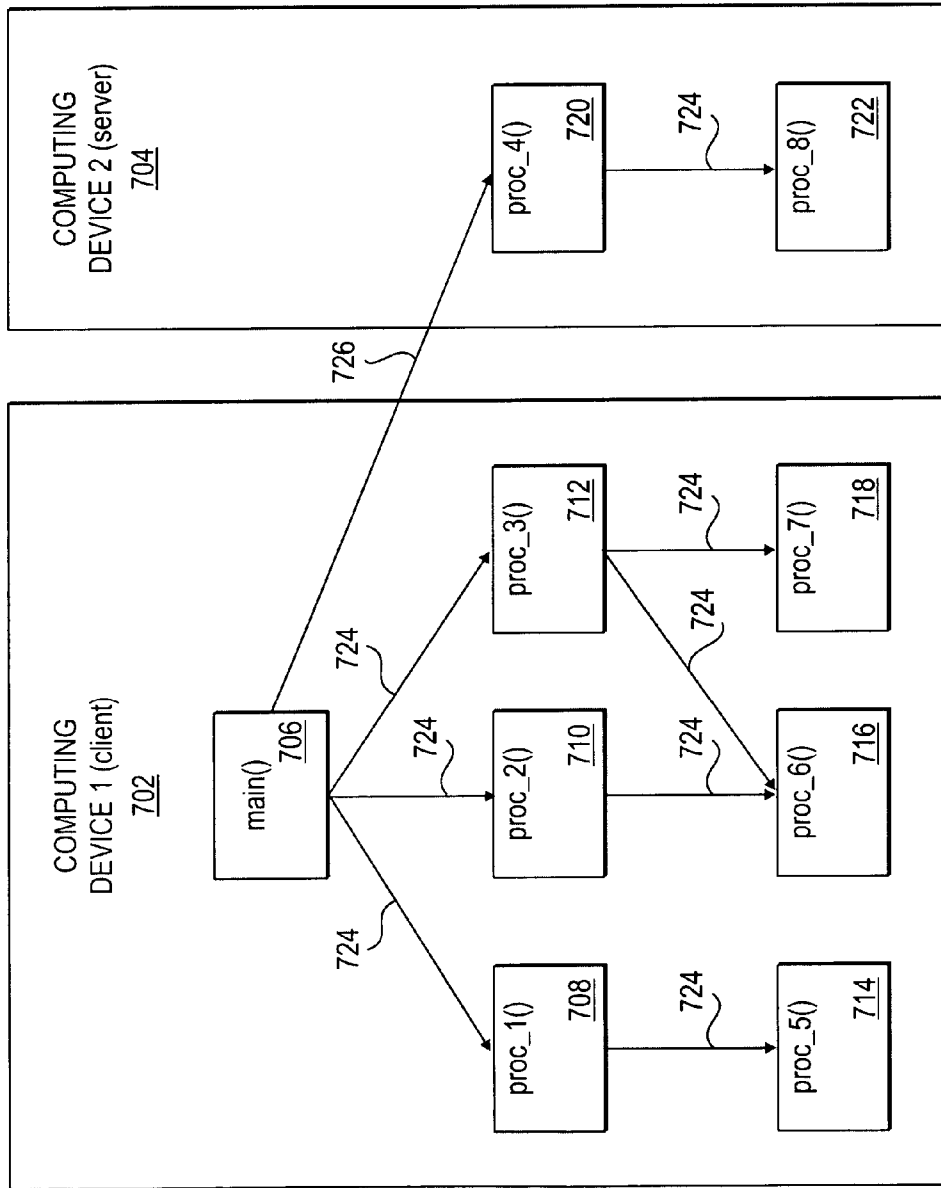 COMPUTING
DEVICE 1 (client)
702
COMPUTING
DEVICE 2 (server)
704
main()
706
726
724
724
724
proc_1()
708
proc_2()
710
proc_3()
712
proc_4()
720
724
724
724
724
724
proc_5()
714
proc_6()
716
proc_7()
718
proc_8()
722